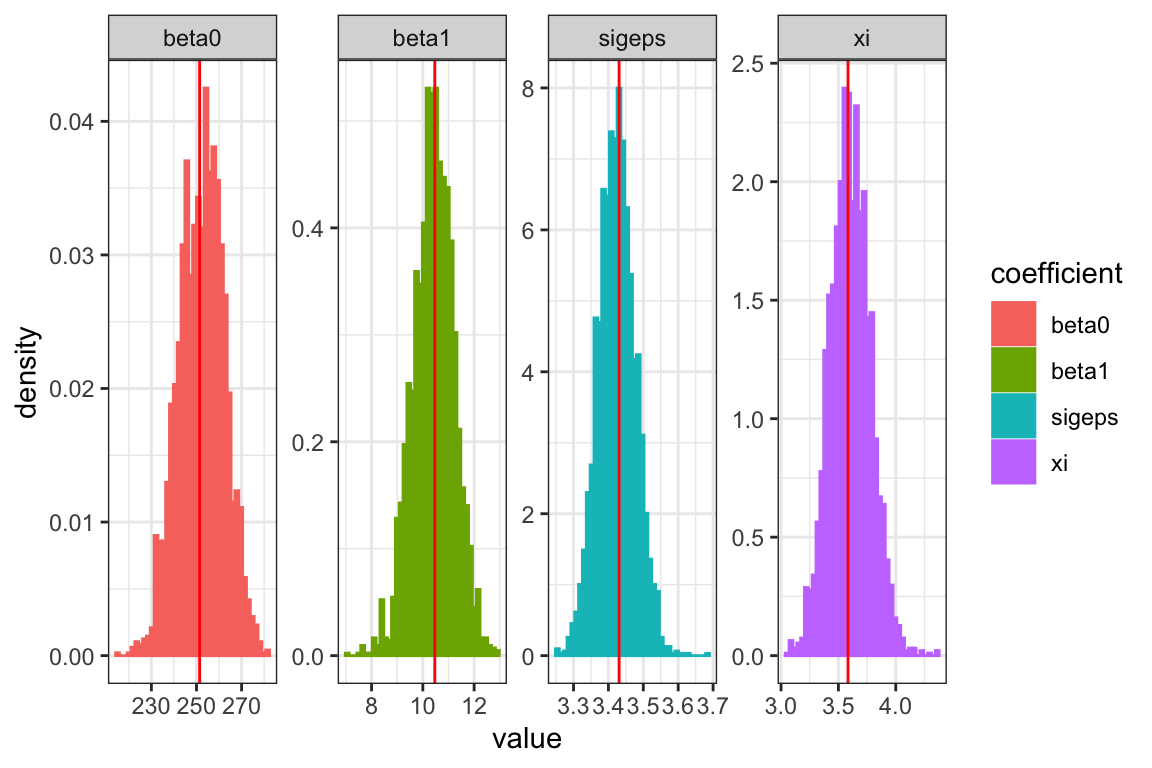 beta0
beta1
sigeps
xi
density
0.00
0.01
0.02
0.03
0.04
0.0
0.2
0.4
0
2
4
6
8
0.0
0.5
1.0
1.5
2.0
2.5
230 250 270
8 10 12
3.3 3.4 3.5 3.6 3.7
3.0 3.5 4.0
value
coefficient
beta0
beta1
sigeps
xi